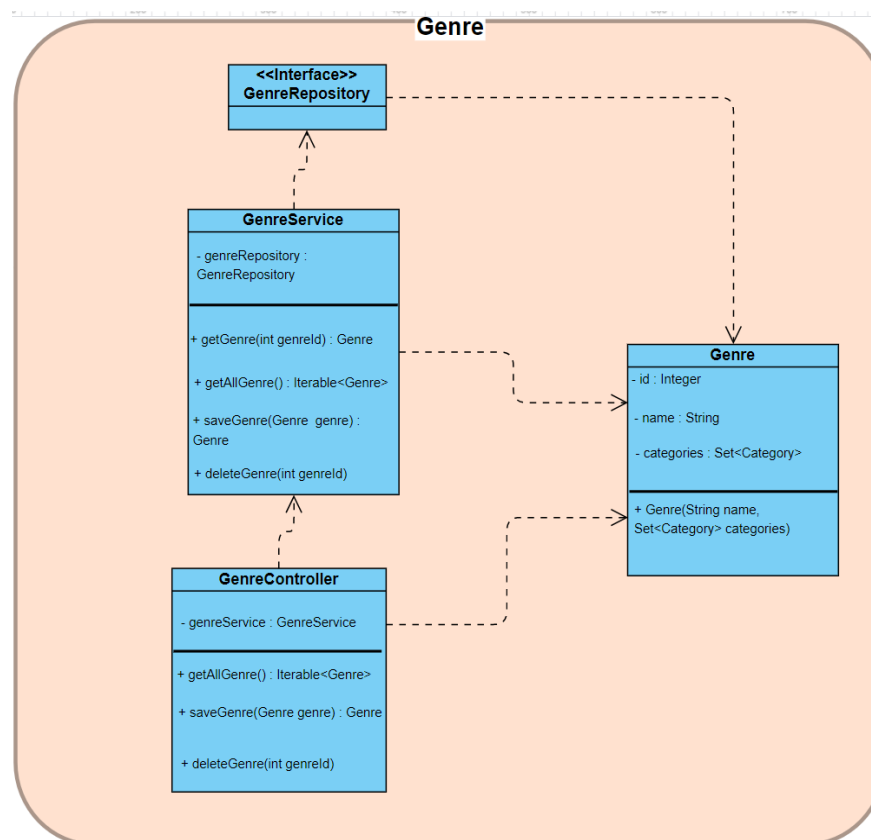 Genre
<<Interface>>
GenreRepository
GenreService
- genreRepository :
GenreRepository
+ getGenre(int genreId) : Genre
+ getAllGenre() : Iterable<Genre>
+ saveGenre(Genre genre) :
Genre
+ deleteGenre(int genreId)
Genre
- id : Integer
- name : String
- categories : Set<Category>
+ Genre(String name,
Set<Category> categories)
GenreController
- genreService : GenreService
+ getAllGenre() : Iterable<Genre>
+ saveGenre(Genre genre) : Genre
+ deleteGenre(int genreId)